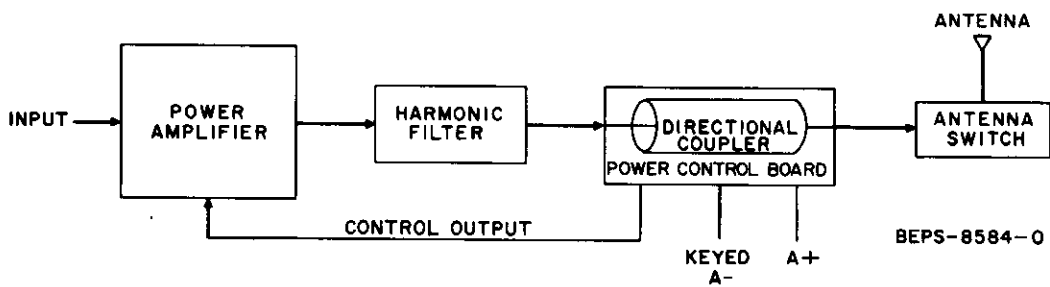 ANTENNA
INPUT
POWER
AMPLIFIER
HARMONIC
FILTER
DIRECTIONAL
COUPLER
POWER CONTROL BOARD
ANTENNA
SWITCH
CONTROL OUTPUT
KEYED
A-
A+
BEPS-8584-0